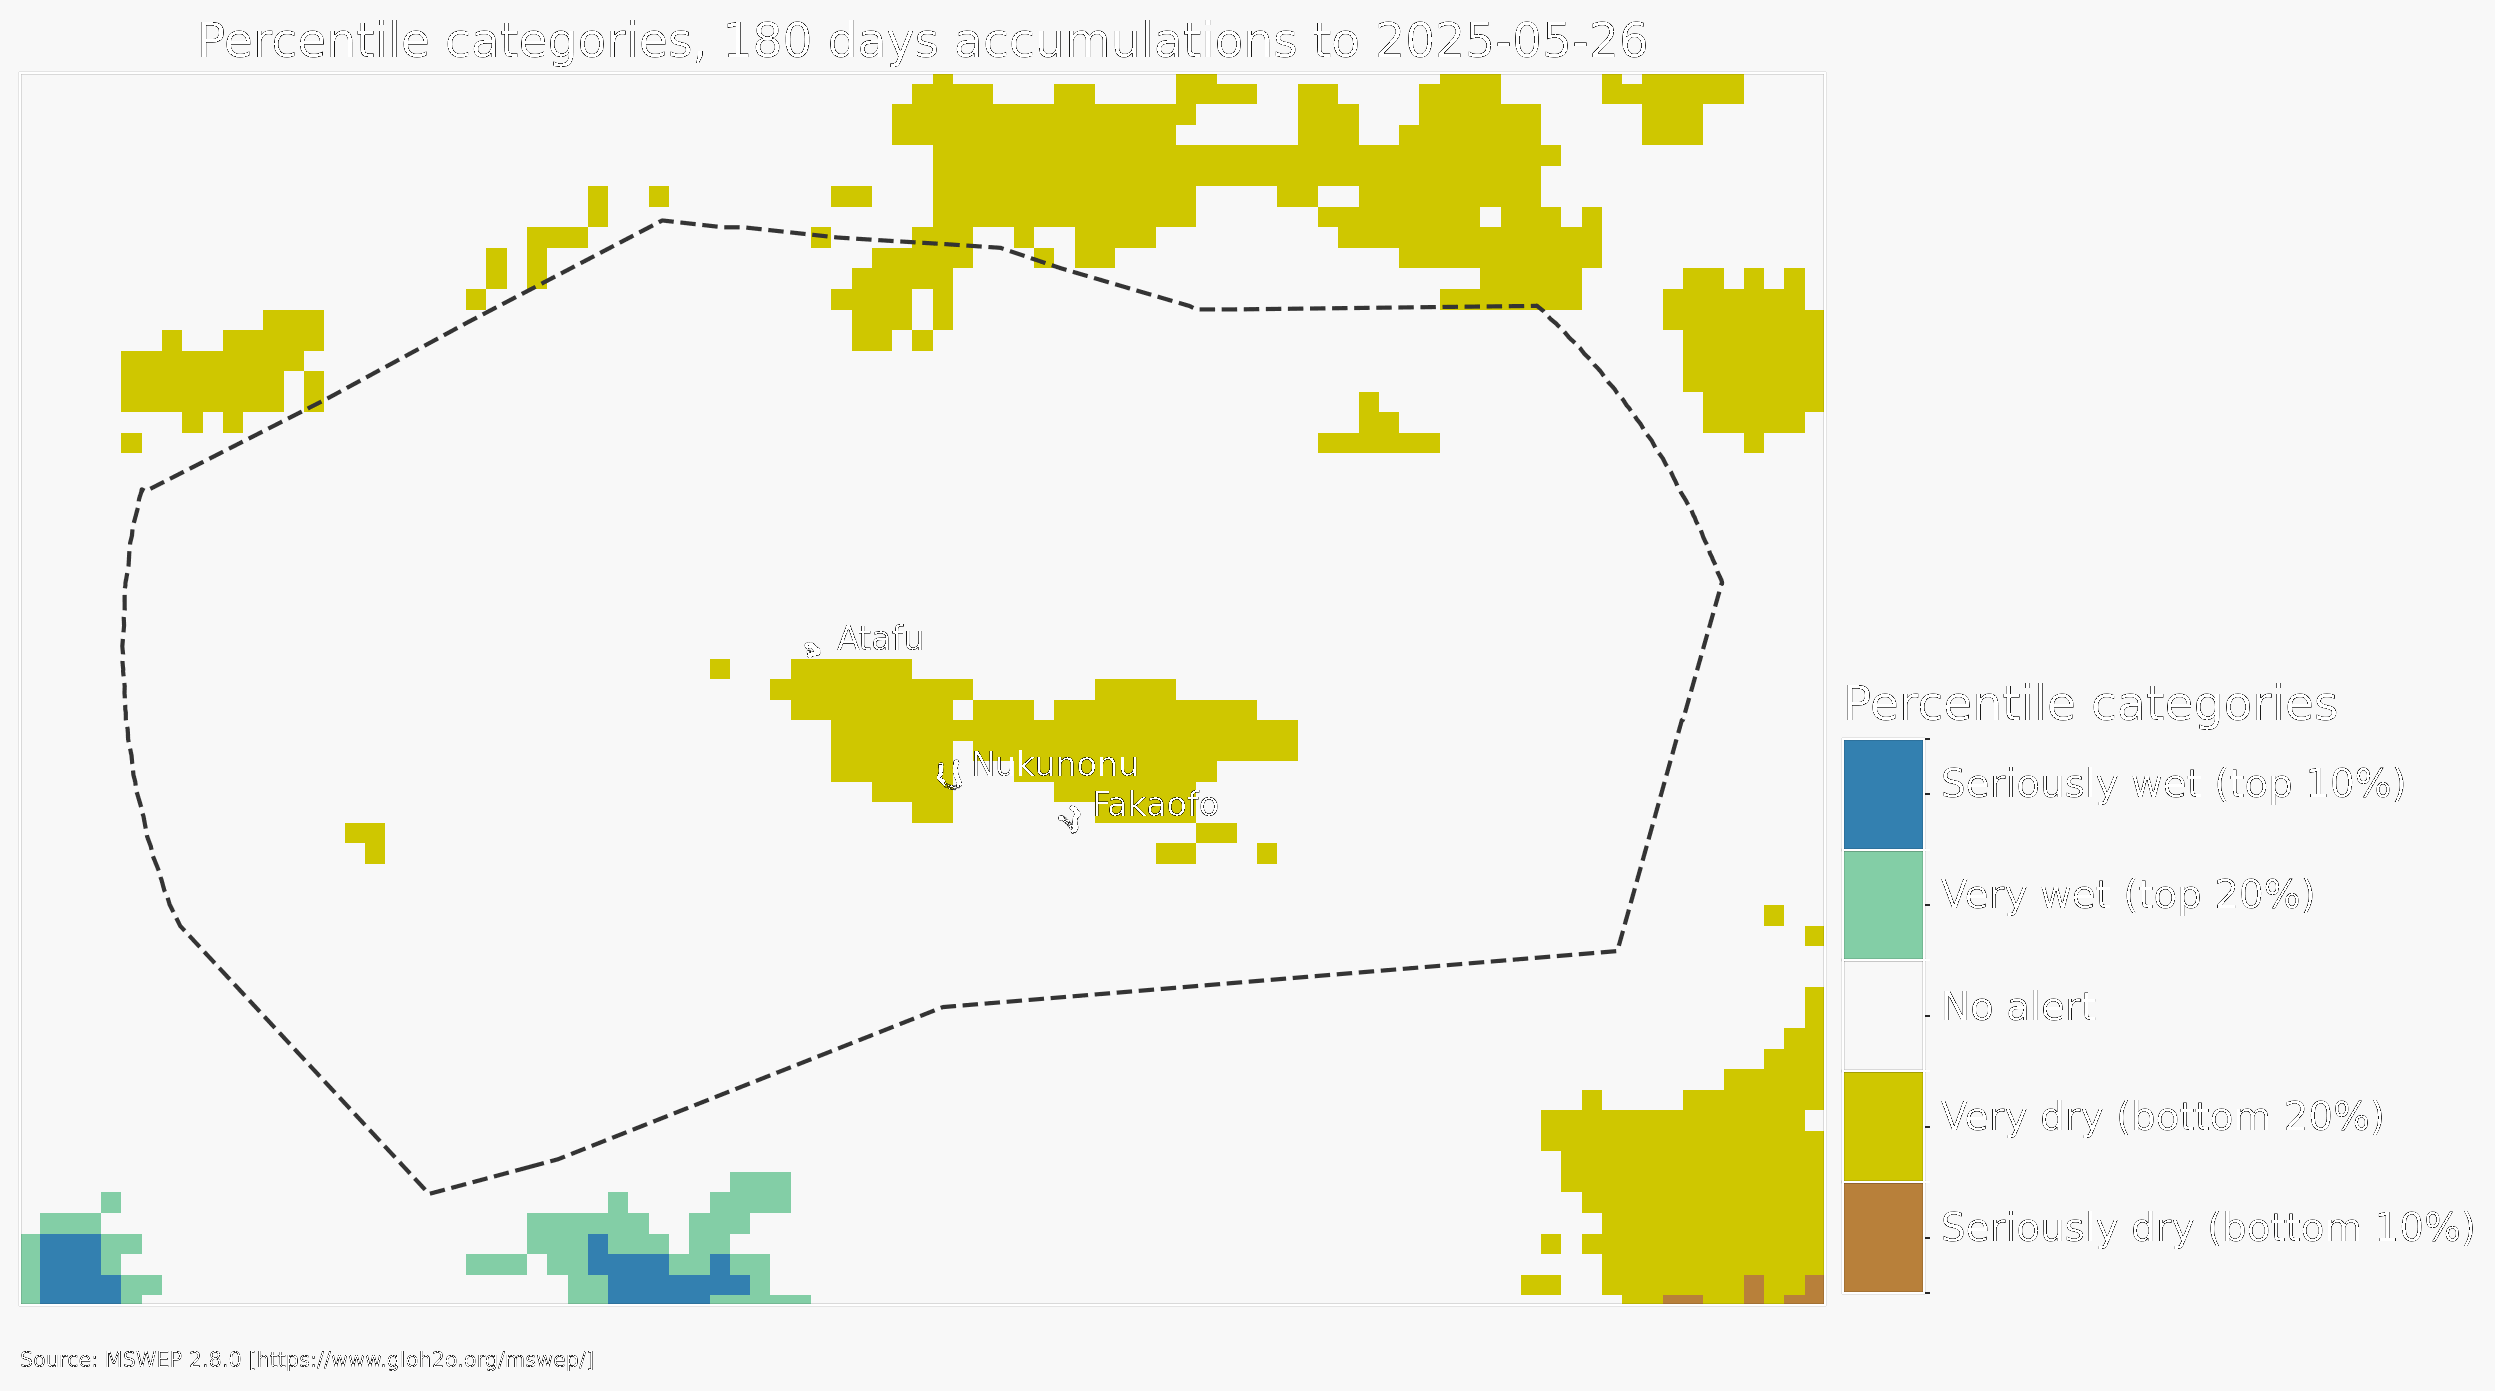 Percentile categories, 180 days accumulations to 2025-05-26
Atafu
Nukunonu
Fakaofo
Percentile categories
Seriously wet (top 10%)
Very wet (top 20%)
No alert
Very dry (bottom 20%)
Seriously dry (bottom 10%)
Source: MSWEP 2.8.0 [https://www.gloh2o.org/mswep/]